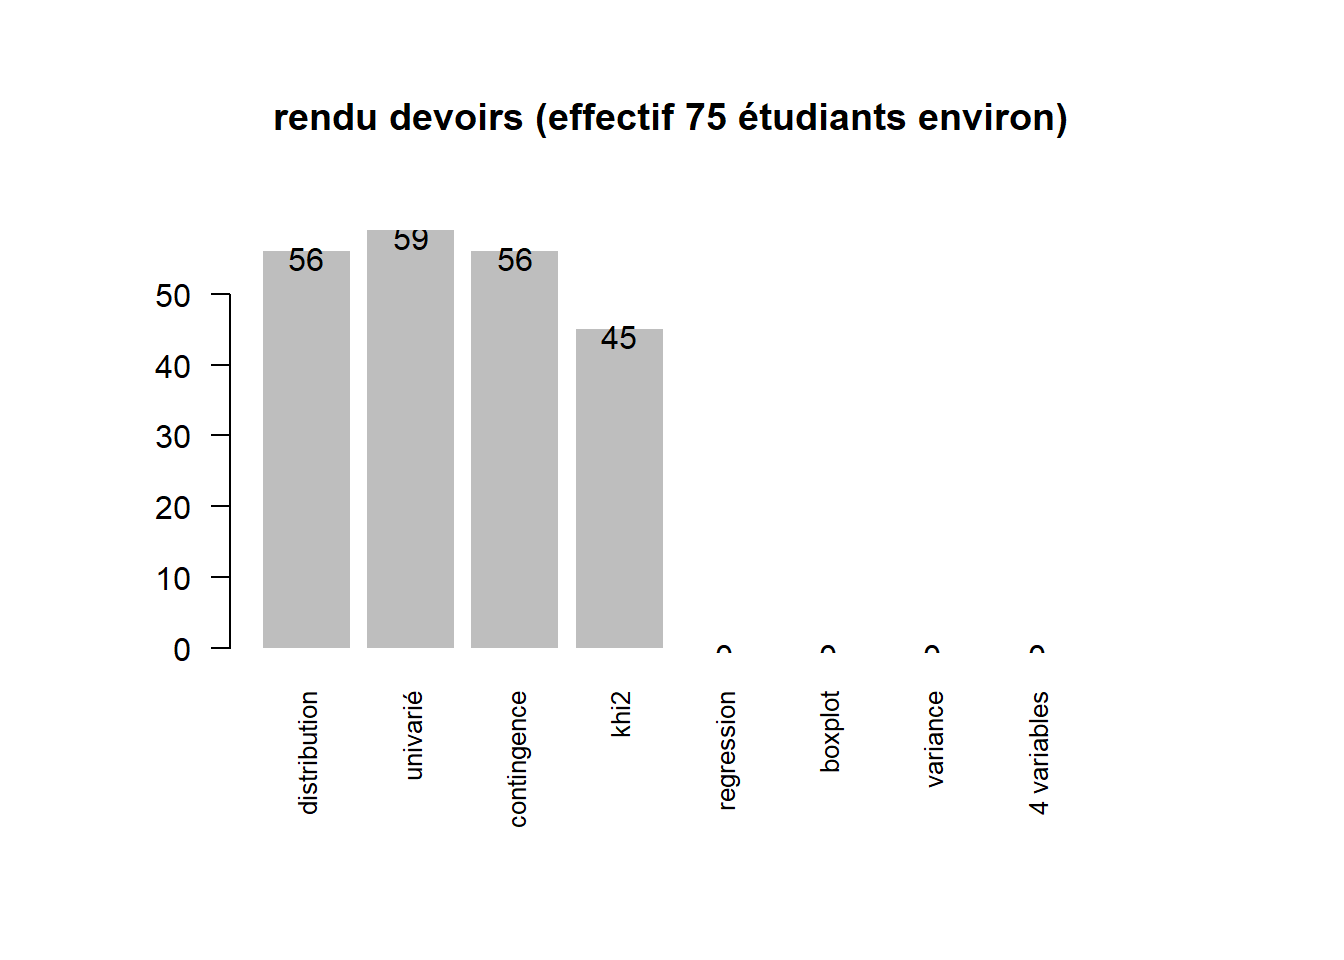 rendu devoirs (effectif 75 étudiants environ)
56
59
56
45
50
40
30
20
10
0
0
0
0
0
distribution
univarié
contingence
khi2
regression
boxplot
variance
4 variables